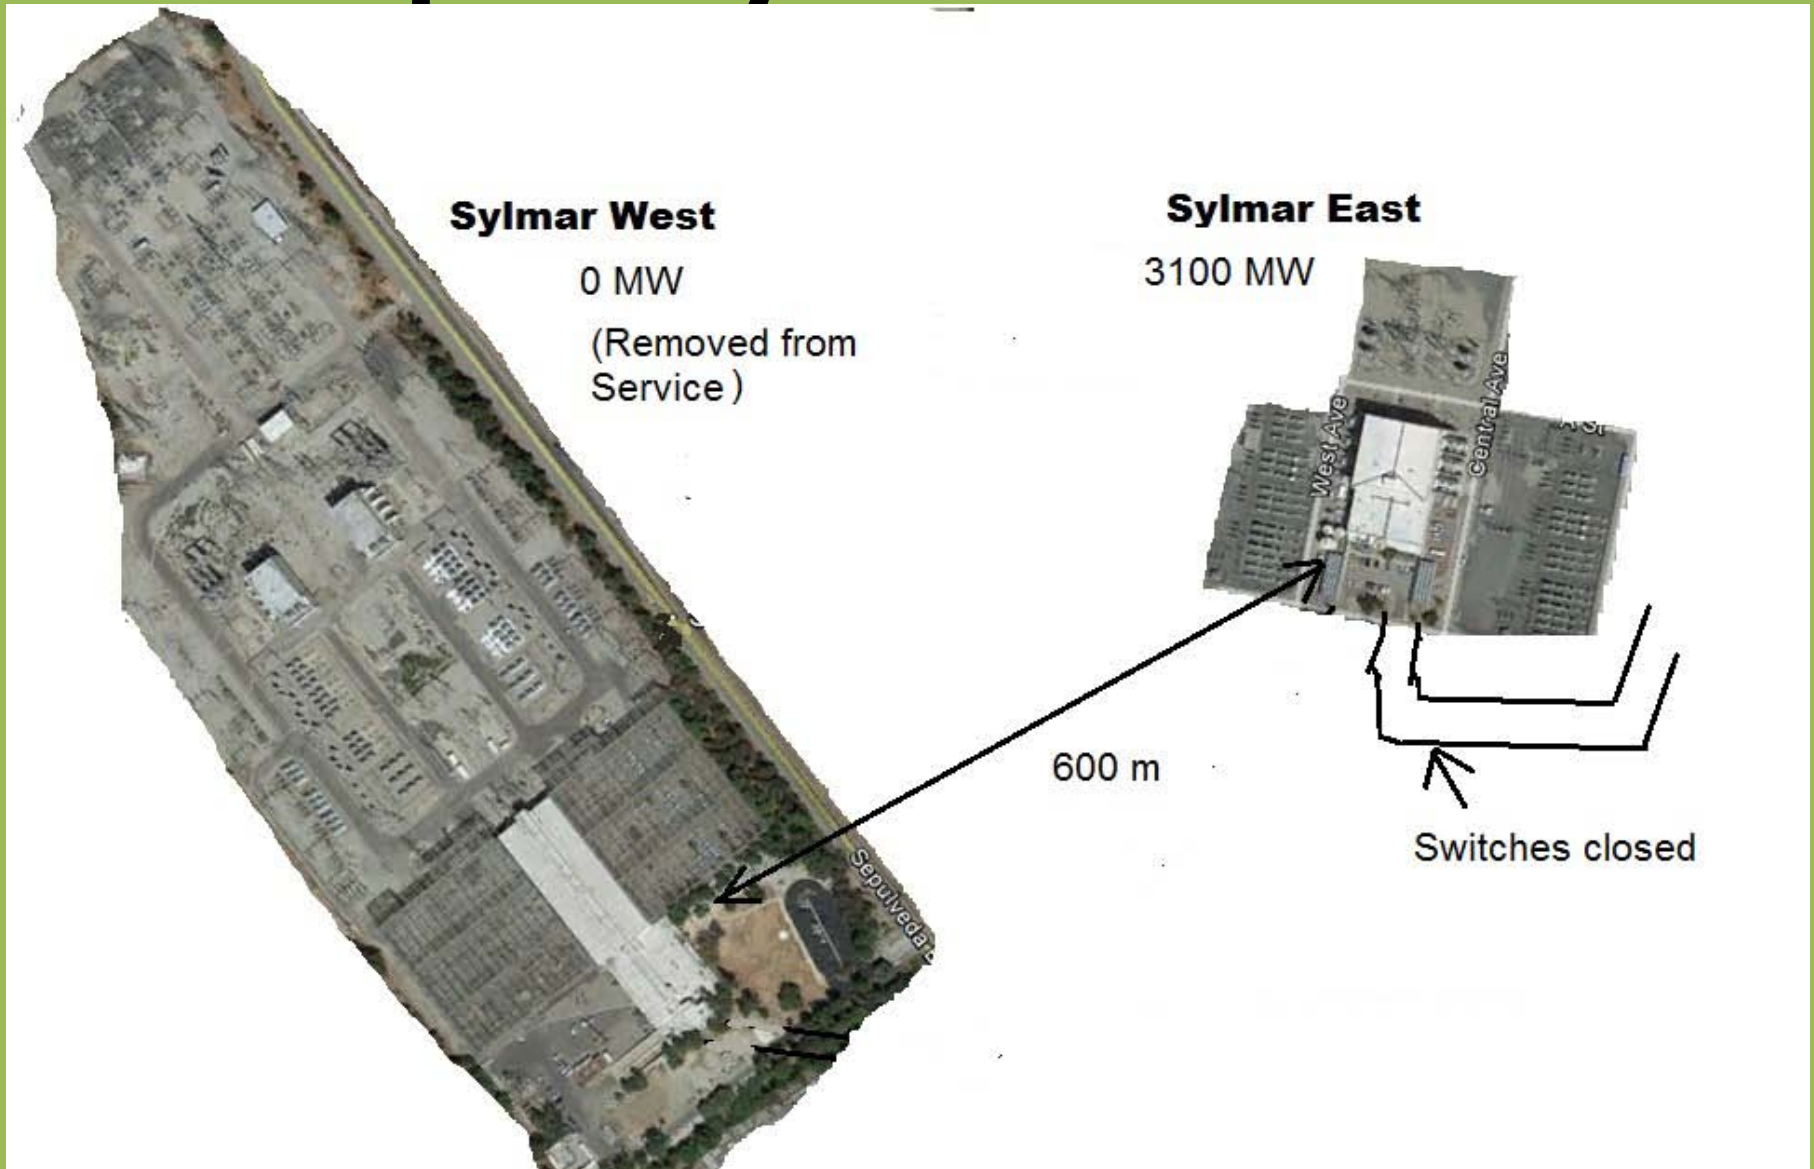 Sylmar West
0 MW
(Removed from
Service)
Sylmar East
3100 MW
West Ave
Central Ave
A St
600 m
Switches closed
Sepulveda